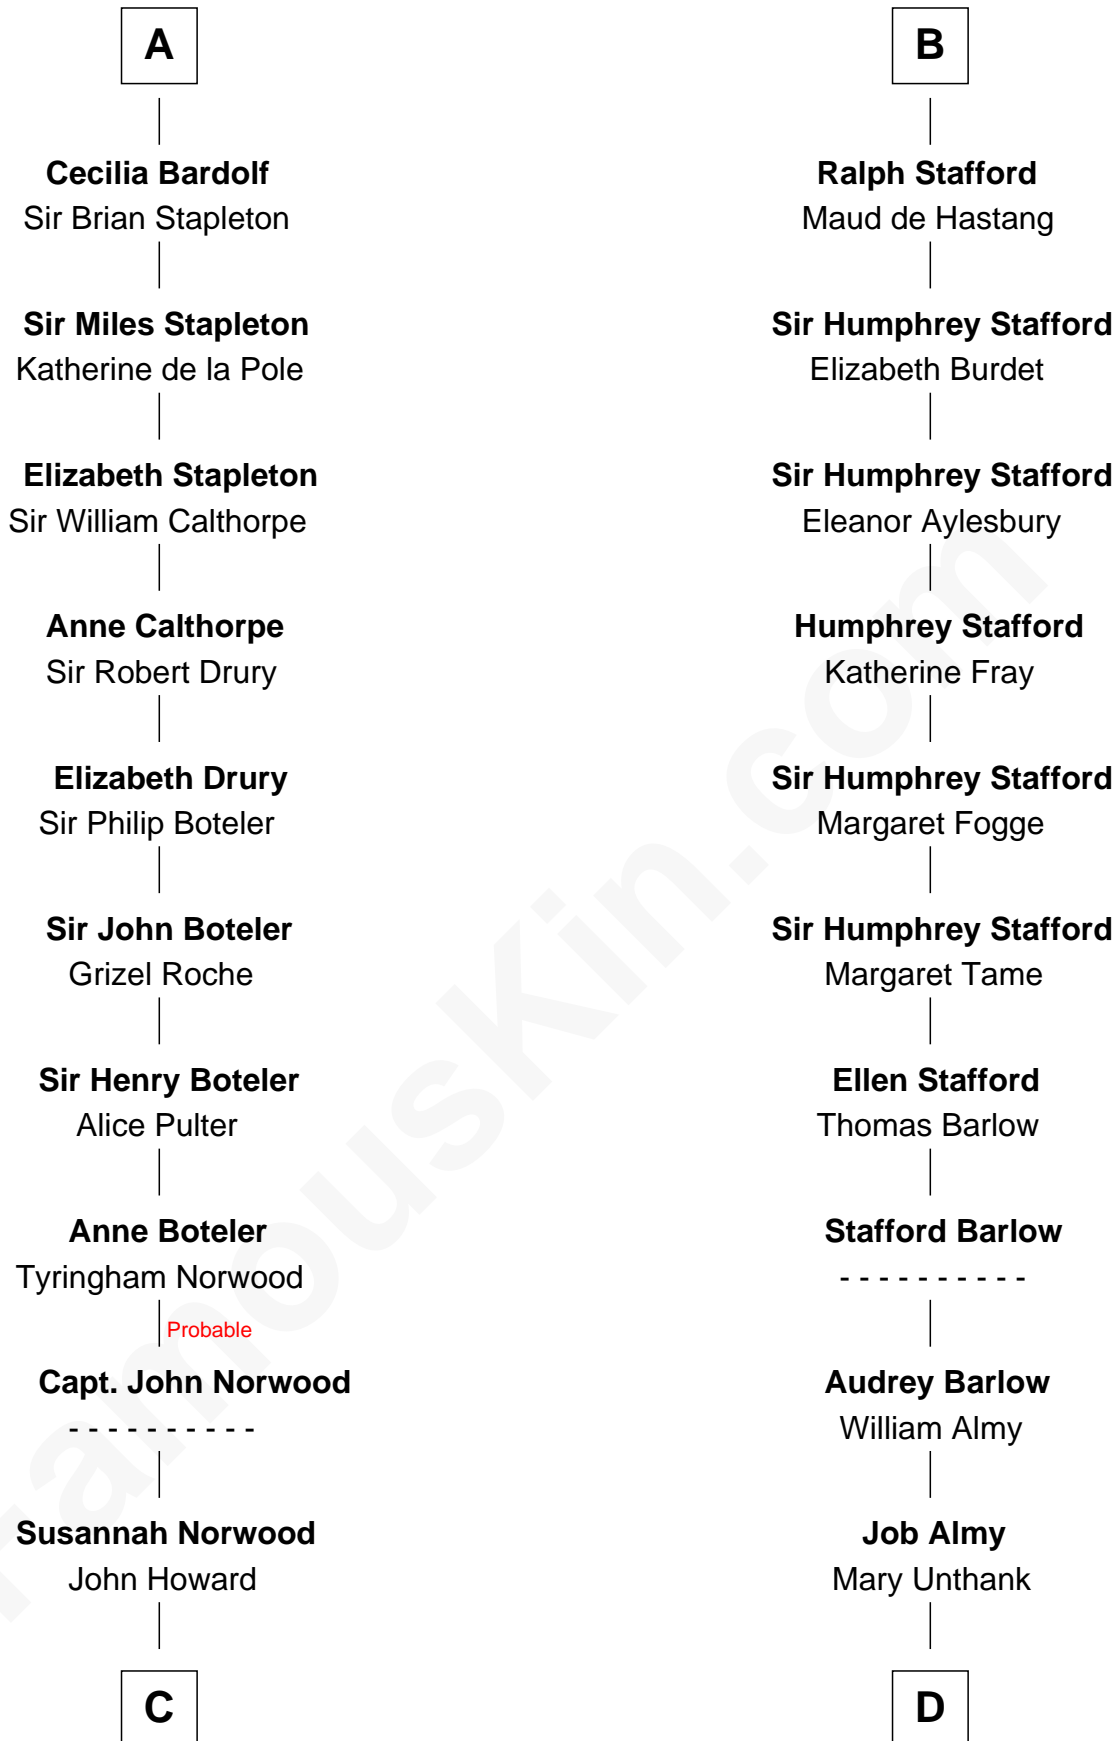 A
Cecilia Bardolf
Sir Brian Stapleton
Sir Miles Stapleton
Katherine de la Pole
Elizabeth Stapleton
Sir William Calthorpe
Anne Calthorpe
Sir Robert Drury
Elizabeth Drury
Sir Philip Boteler
Sir John Boteler
Grizel Roche
Sir Henry Boteler
Alice Pulter
Anne Boteler
Tyringham Norwood
Probable
Capt. John Norwood
- - - - - - - - - -
Susannah Norwood
John Howard
C
B
Ralph Stafford
Maud de Hastang
Sir Humphrey Stafford
Elizabeth Burdet
Sir Humphrey Stafford
Eleanor Aylesbury
Humphrey Stafford
Katherine Fray
Sir Humphrey Stafford
Margaret Fogge
Sir Humphrey Stafford
Margaret Tame
Ellen Stafford
Thomas Barlow
Stafford Barlow
- - - - - - - - - -
Audrey Barlow
William Almy
Job Almy
Mary Unthank
D
FamousKin.com